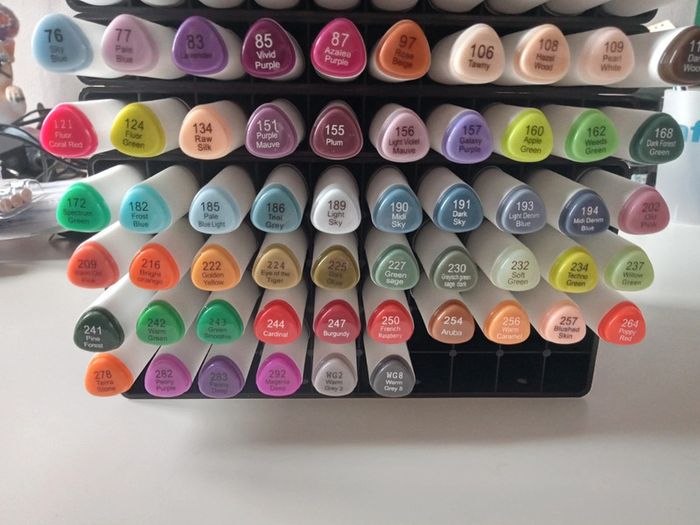 76
Sky
Blue
77
Pale
Blue
83
Lavender
85
Vivid
Purple
87
Azalea
Purple
97
Rose
Beige
106
Tawny
108
Hazel
Wood
109
Pearl
White
121
Fluor
Coral Red
124
Fluor
Green
134
Raw
Silk
151
Purple
Mauve
155
Plum
156
Light Violet
Mauve
157
Galaxy
Purple
160
Apple
Green
162
Weeds
Green
168
Dark Forest
Green
172
Spectrum
Green
182
Frost
Blue
185
Pale
Blue Light
186
Teal
Grey
189
Light
Sky
190
Midi
Sky
191
Dark
Sky
193
Light Denim
Blue
194
Midi Denim
Blue
202
Old
Pink
209
216
Bright
orange
222
Golden
Yellow
224
Eye of the
Tiger
225
Dark
Olive
227
Green
sage
230
Greyish green
sage dark
232
Soft
Green
234
Techno
Green
237
Willow
Green
241
Pine
Forest
242
Warm
Green
243
Green
Smoothie
244
Cardinal
247
Burgundy
250
French
Raspberry
254
Aruba
256
Warm
Caramel
257
Blushed
Skin
264
Poppy
Red
278
Terra
Stone
282
Peony
Purple
283
Peony
Deep
292
Magenta
Deep
WG2
Warm
Grey 2
WG8
Warm
Grey 8